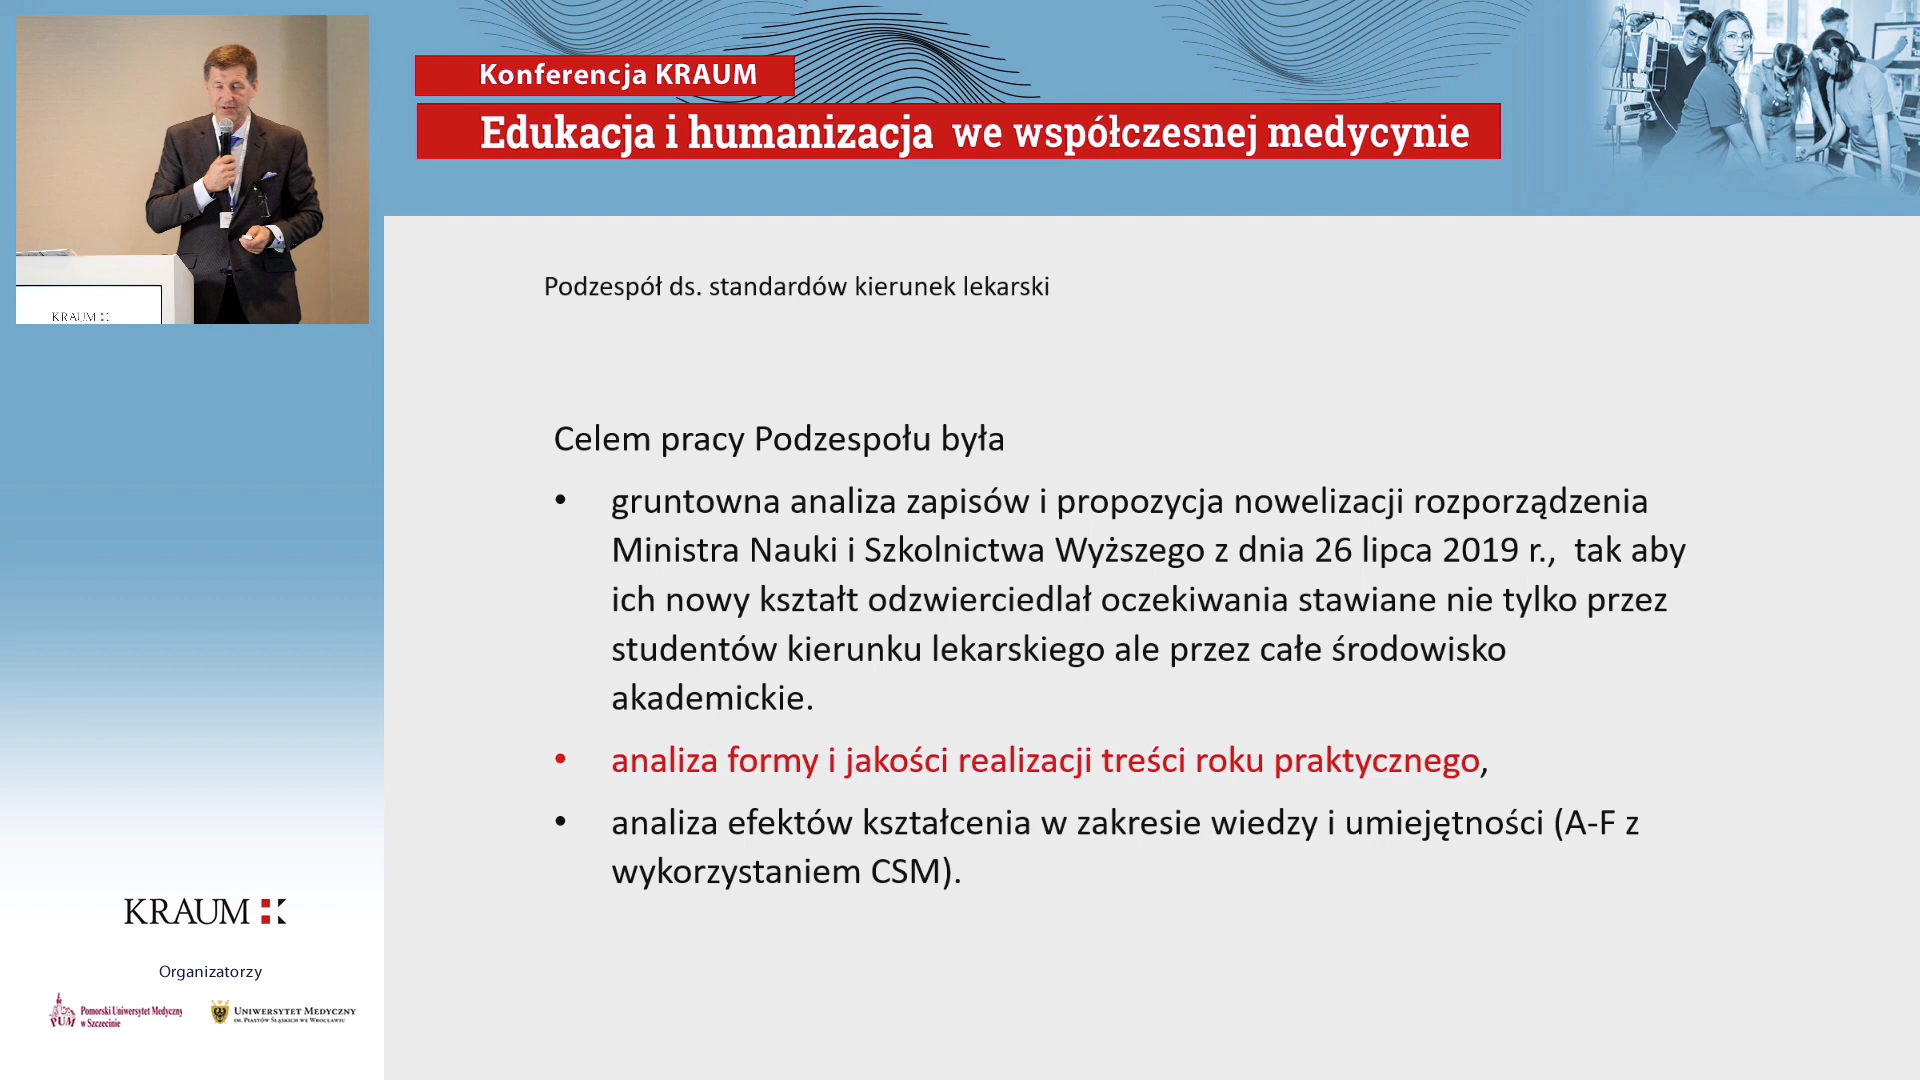 Konferencja KRAUM
Edukacja i humanizacja we współczesnej medycynie
KRAUM
Podzespół ds. standardów kierunek lekarski
Celem pracy Podzespołu była
• gruntowna analiza zapisów i propozycja nowelizacji rozporządzenia
Ministra Nauki i Szkolnictwa Wyższego z dnia 26 lipca 2019 r., tak aby
ich nowy kształt odzwierciedlał oczekiwania stawiane nie tylko przez
studentów kierunku lekarskiego ale przez całe środowisko
akademickie.
• analiza formy i jakości realizacji treści roku praktycznego,
• analiza efektów kształcenia w zakresie wiedzy i umiejętności (A-F z
wykorzystaniem CSM).
KRAUM
Organizatorzy
PUM
Pomorski Uniwersytet Medyczny
w Szczecinie
UNIWERSYTET MEDYCZNY
IM. PIASTÓW ŚLĄSKICH WE WROCŁAWIU